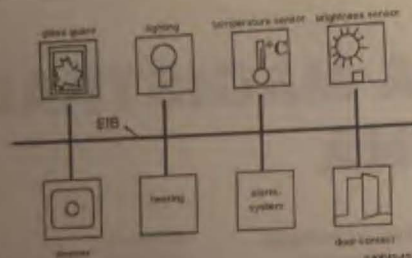 glass guard
lighting
temperature sensor
brightness sensor
°C
EIB
heating
alarm-
system
door contact